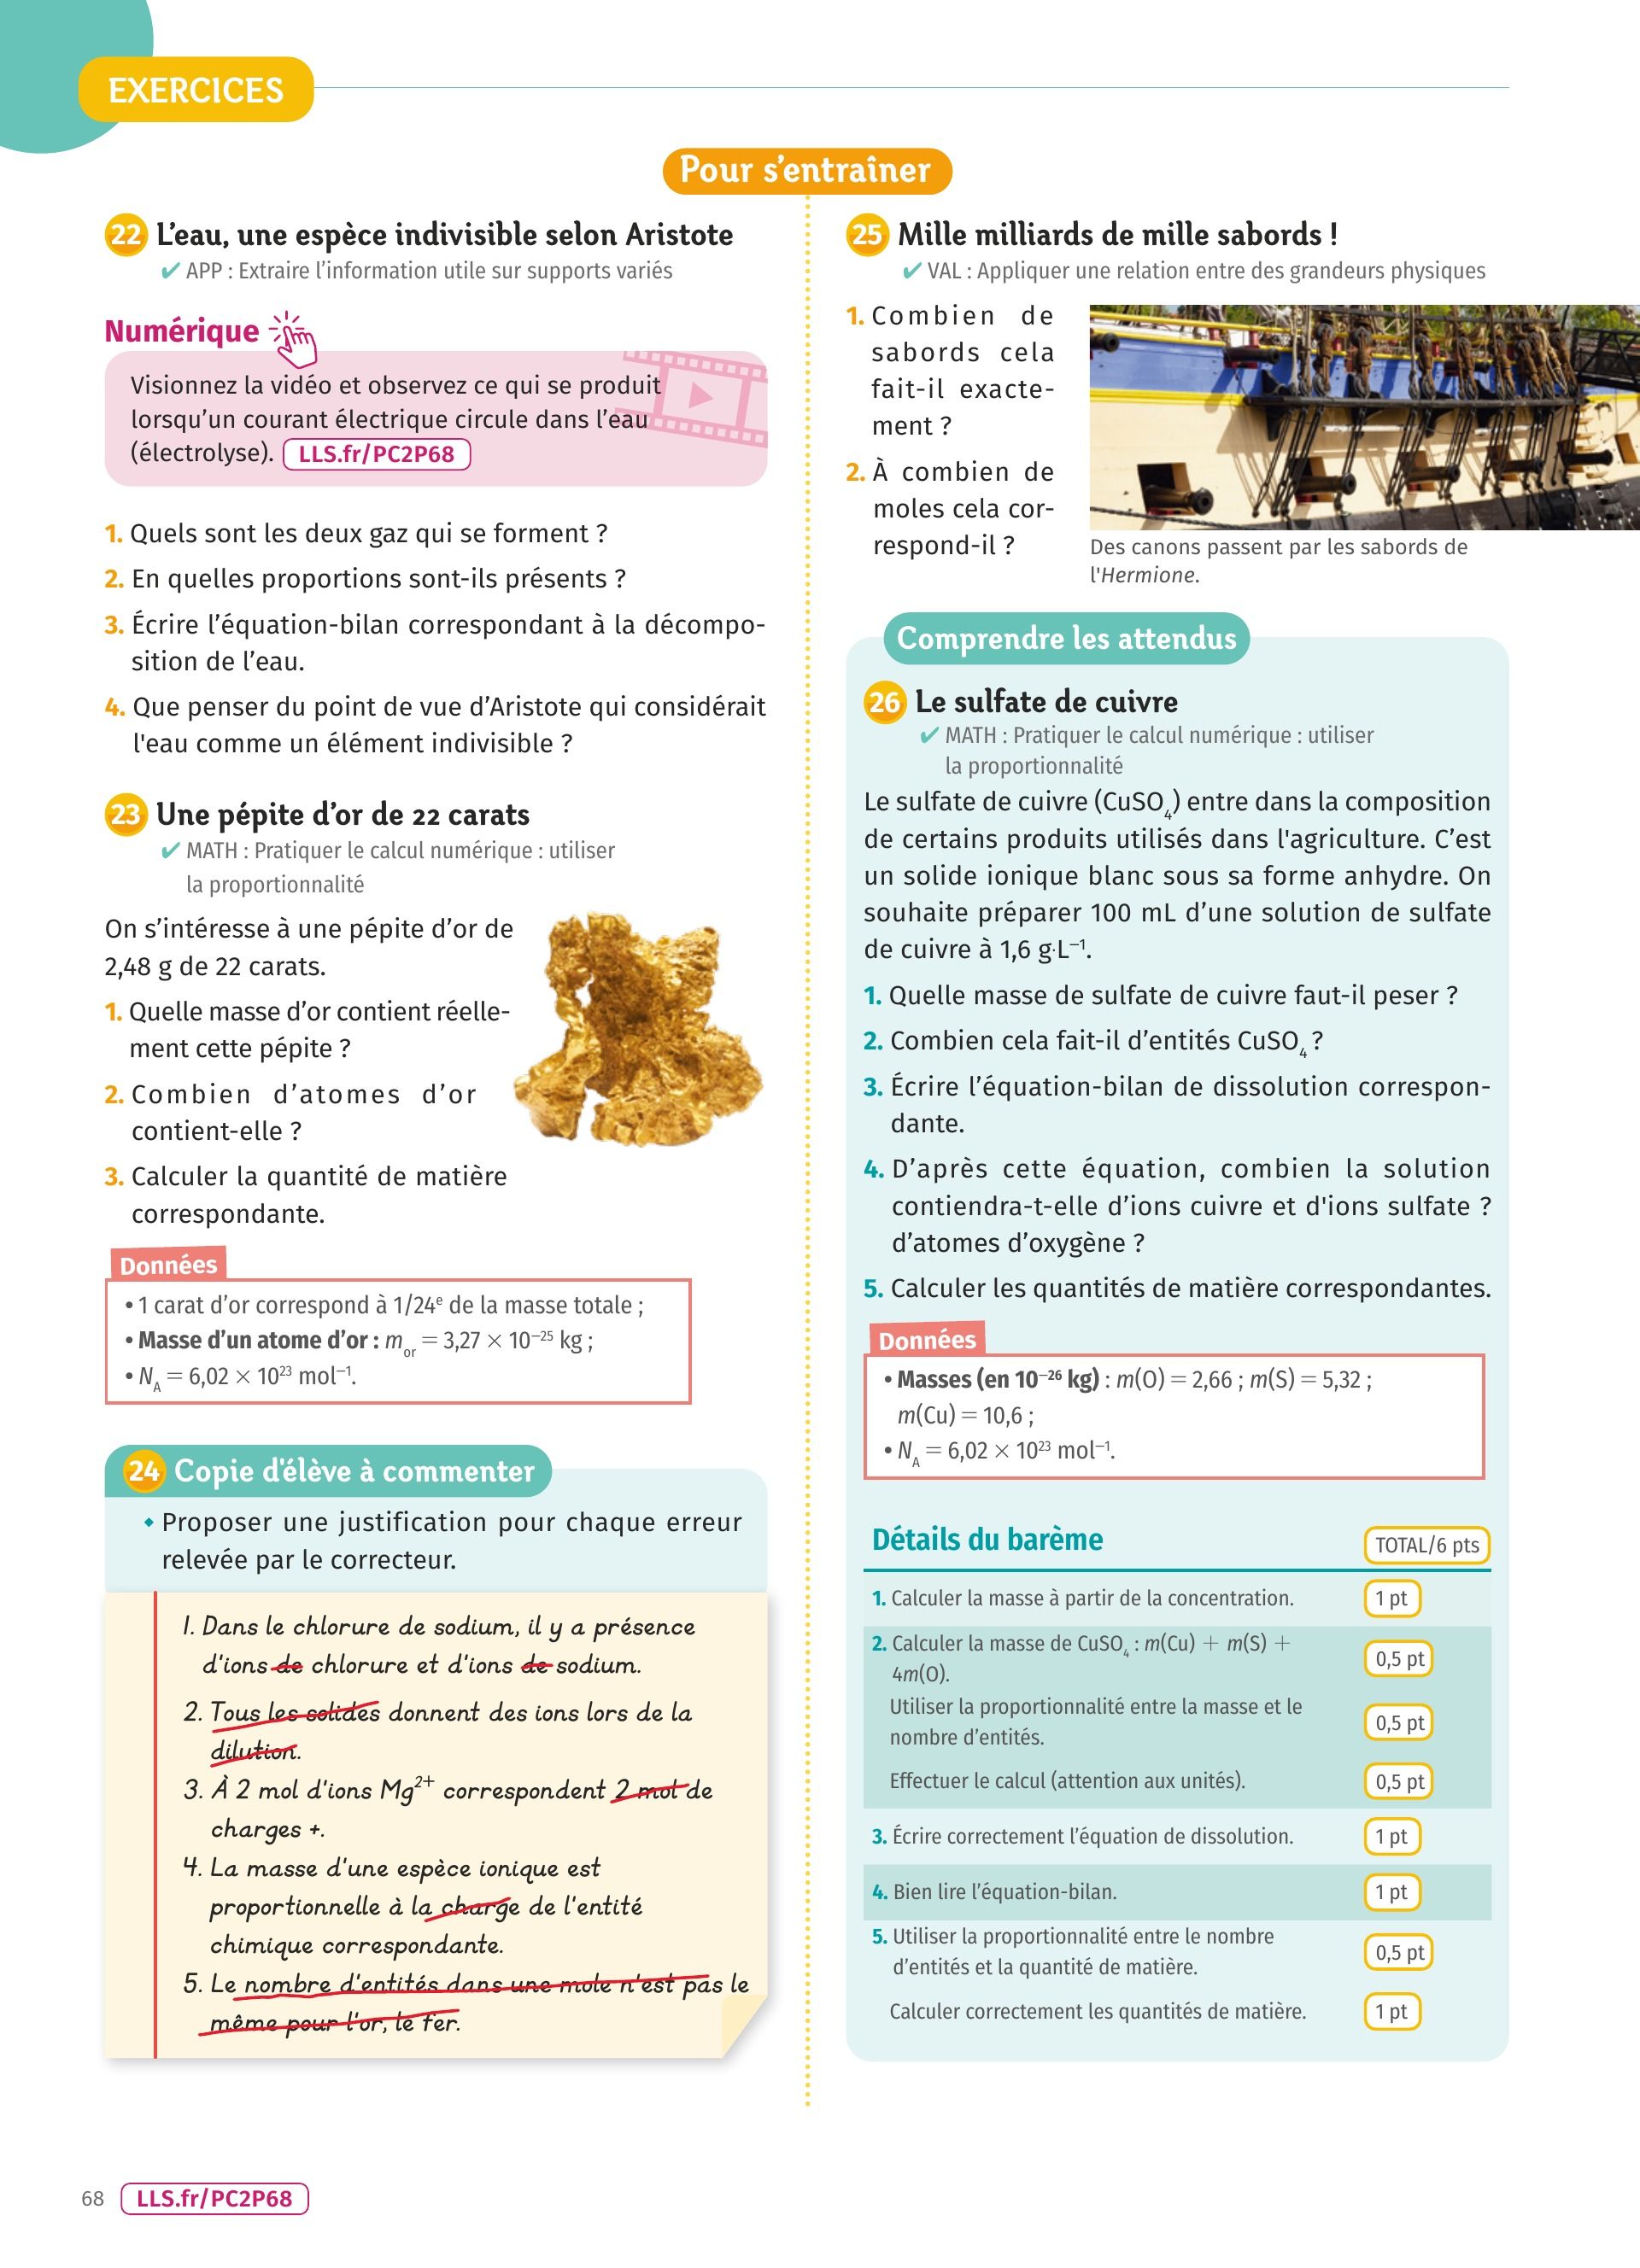 EXERCICES
Pour s’entraîner
22 L’eau, une espèce indivisible selon Aristote
✔ APP : Extraire l’information utile sur supports variés
Numérique
Visionnez la vidéo et observez ce qui se produit
lorsqu’un courant électrique circule dans l’eau
(électrolyse). LLS.fr/PC2P68
1. Quels sont les deux gaz qui se forment ?
2. En quelles proportions sont-ils présents ?
3. Écrire l’équation-bilan correspondant à la décompo-
sition de l’eau.
4. Que penser du point de vue d’Aristote qui considérait
l'eau comme un élément indivisible ?
23 Une pépite d’or de 22 carats
✔ MATH : Pratiquer le calcul numérique : utiliser
la proportionnalité
On s’intéresse à une pépite d’or de
2,48 g de 22 carats.
1. Quelle masse d’or contient réelle-
ment cette pépite ?
2. Combien d’atomes d’or
contient-elle ?
3. Calculer la quantité de matière
correspondante.
Données
• 1 carat d’or correspond à 1/24ᵉ de la masse totale ;
• Masse d’un atome d’or : m_or = 3,27 × 10⁻²⁵ kg ;
• N_A = 6,02 × 10²³ mol⁻¹.
24 Copie d'élève à commenter
◆ Proposer une justification pour chaque erreur
relevée par le correcteur.
1. Dans le chlorure de sodium, il y a présence
d'ions de chlorure et d'ions de sodium.
2. Tous les solides donnent des ions lors de la
dilution.
3. À 2 mol d'ions Mg²⁺ correspondent 2 mol de
charges +.
4. La masse d'une espèce ionique est
proportionnelle à la charge de l'entité
chimique correspondante.
5. Le nombre d'entités dans une mole n'est pas le
même pour l'or, le fer.
25 Mille milliards de mille sabords !
✔ VAL : Appliquer une relation entre des grandeurs physiques
1. Combien de
sabords cela
fait-il exacte-
ment ?
2. À combien de
moles cela cor-
respond-il ?
Des canons passent par les sabords de
l'Hermione.
Comprendre les attendus
26 Le sulfate de cuivre
✔ MATH : Pratiquer le calcul numérique : utiliser
la proportionnalité
Le sulfate de cuivre (CuSO₄) entre dans la composition
de certains produits utilisés dans l'agriculture. C’est
un solide ionique blanc sous sa forme anhydre. On
souhaite préparer 100 mL d’une solution de sulfate
de cuivre à 1,6 g·L⁻¹.
1. Quelle masse de sulfate de cuivre faut-il peser ?
2. Combien cela fait-il d’entités CuSO₄ ?
3. Écrire l’équation-bilan de dissolution correspon-
dante.
4. D’après cette équation, combien la solution
contiendra-t-elle d’ions cuivre et d'ions sulfate ?
d’atomes d’oxygène ?
5. Calculer les quantités de matière correspondantes.
Données
• Masses (en 10⁻²⁶ kg) : m(O) = 2,66 ; m(S) = 5,32 ;
m(Cu) = 10,6 ;
• N_A = 6,02 × 10²³ mol⁻¹.
Détails du barème TOTAL/6 pts
1. Calculer la masse à partir de la concentration. 1 pt
2. Calculer la masse de CuSO₄ : m(Cu) + m(S) +
4m(O). 0,5 pt
Utiliser la proportionnalité entre la masse et le
nombre d’entités. 0,5 pt
Effectuer le calcul (attention aux unités). 0,5 pt
3. Écrire correctement l’équation de dissolution. 1 pt
4. Bien lire l’équation-bilan. 1 pt
5. Utiliser la proportionnalité entre le nombre
d’entités et la quantité de matière. 0,5 pt
Calculer correctement les quantités de matière. 1 pt
68 LLS.fr/PC2P68